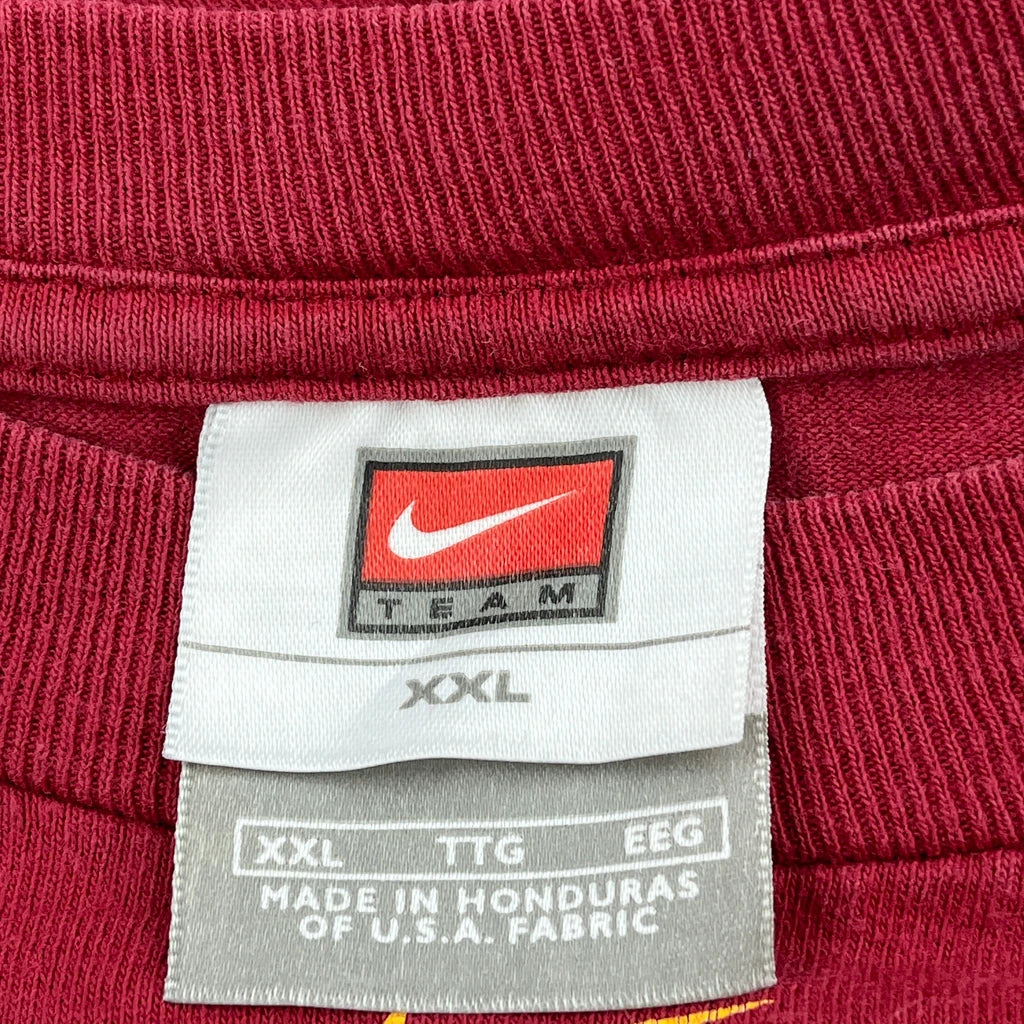 TEAM
XXL
XXL TTG EEG
MADE IN HONDURAS
OF U.S.A. FABRIC